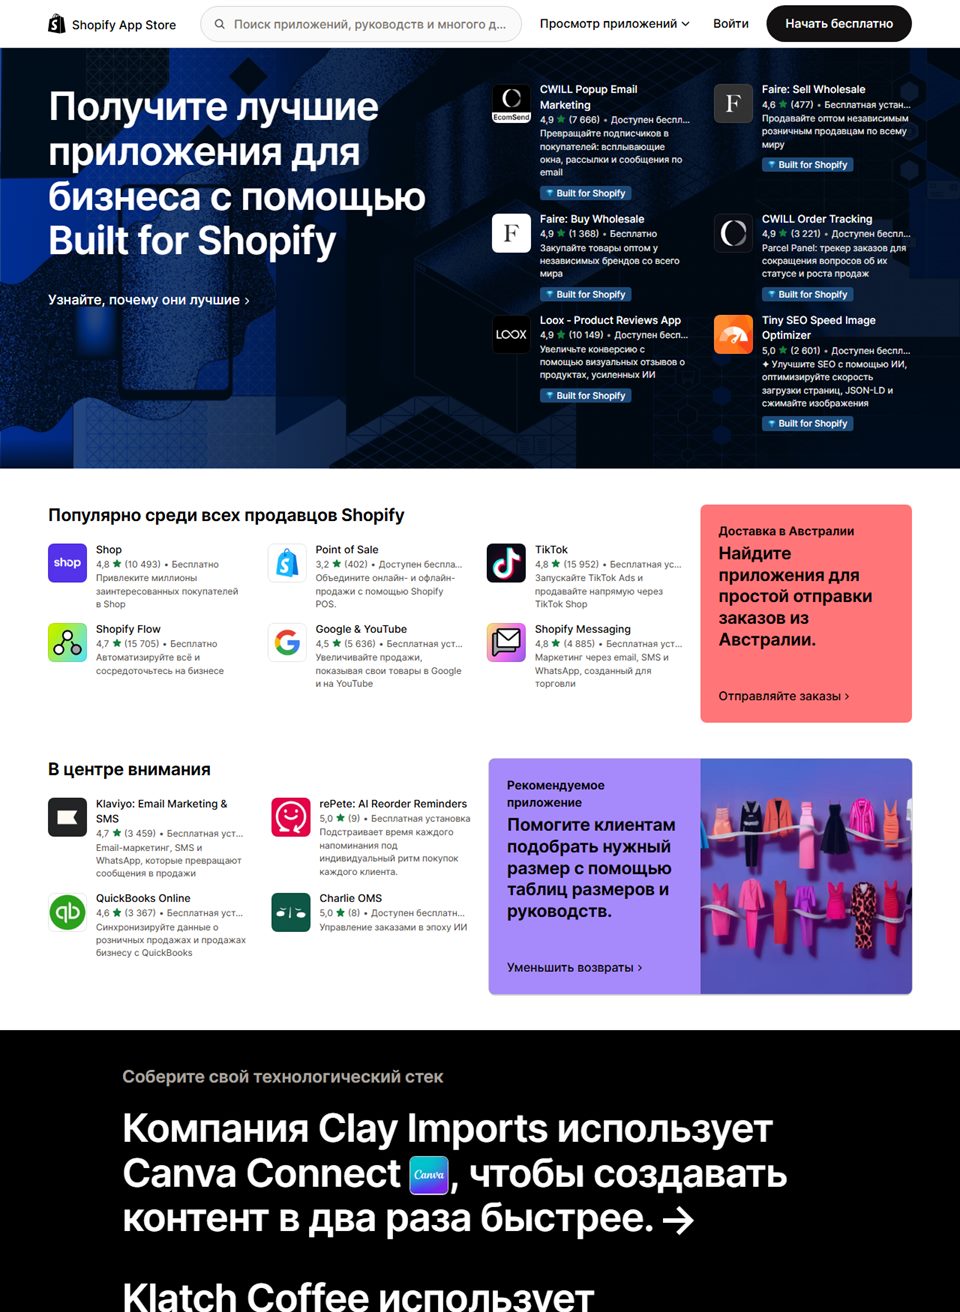 Shopify App Store
Поиск приложений, руководств и многого д...
Просмотр приложений
Войти
Начать бесплатно
Получите лучшие
приложения для
бизнеса с помощью
Built for Shopify
Узнайте, почему они лучшие
EcomSend
CWILL Popup Email
Marketing
4,9 ★ (7 666) • Доступен беспл...
Превращайте подписчиков в
покупателей: всплывающие
окна, рассылки и сообщения по
email
Built for Shopify
F
Faire: Sell Wholesale
4,6 ★ (477) • Бесплатная устан...
Продавайте оптом независимым
розничным продавцам по всему
миру
Built for Shopify
F
Faire: Buy Wholesale
4,9 ★ (1 368) • Бесплатно
Закупайте товары оптом у
независимых брендов со всего
мира
Built for Shopify
CWILL Order Tracking
4,9 ★ (3 221) • Доступен беспл...
Parcel Panel: трекер заказов для
сокращения вопросов об их
статусе и роста продаж
Built for Shopify
LOOX
Loox - Product Reviews App
4,9 ★ (10 149) • Доступен беспл...
Увеличьте конверсию с
помощью визуальных отзывов о
продуктах, усиленных ИИ
Built for Shopify
Tiny SEO Speed Image
Optimizer
5,0 ★ (2 601) • Доступен беспл...
✦ Улучшите SEO с помощью ИИ,
оптимизируйте скорость
загрузки страниц, JSON-LD и
сжимайте изображения
Built for Shopify
Популярно среди всех продавцов Shopify
shop
Shop
4,8 ★ (10 493) • Бесплатно
Привлеките миллионы
заинтересованных покупателей
в Shop
Point of Sale
3,2 ★ (402) • Доступен беспла...
Объедините онлайн- и офлайн-
продажи с помощью Shopify
POS.
TikTok
4,8 ★ (15 952) • Бесплатная ус...
Запускайте TikTok Ads и
продавайте напрямую через
TikTok Shop
Shopify Flow
4,7 ★ (15 705) • Бесплатно
Автоматизируйте всё и
сосредоточьтесь на бизнесе
Google & YouTube
4,5 ★ (5 636) • Бесплатная уст...
Увеличивайте продажи,
показывая свои товары в Google
и на YouTube
Shopify Messaging
4,8 ★ (4 885) • Бесплатная ус...
Маркетинг через email, SMS и
WhatsApp, созданный для
торговли
Доставка в Австралии
Найдите
приложения для
простой отправки
заказов из
Австралии.
Отправляйте заказы
В центре внимания
Klaviyo: Email Marketing &
SMS
4,7 ★ (3 459) • Бесплатная уст...
Email-маркетинг, SMS и
WhatsApp, которые превращают
сообщения в продажи
rePete: AI Reorder Reminders
5,0 ★ (9) • Бесплатная установка
Подстраивает время каждого
напоминания под
индивидуальный ритм покупок
каждого клиента.
qb
QuickBooks Online
4,6 ★ (3 367) • Бесплатная уст...
Синхронизируйте данные о
розничных продажах и продажах
бизнесу с QuickBooks
Charlie OMS
5,0 ★ (8) • Доступен бесплатн...
Управление заказами в эпоху ИИ
Рекомендуемое
приложение
Помогите клиентам
подобрать нужный
размер с помощью
таблиц размеров и
руководств.
Уменьшить возвраты
Соберите свой технологический стек
Компания Clay Imports использует
Canva Connect Canva, чтобы создавать
контент в два раза быстрее. →
Klatch Coffee использует